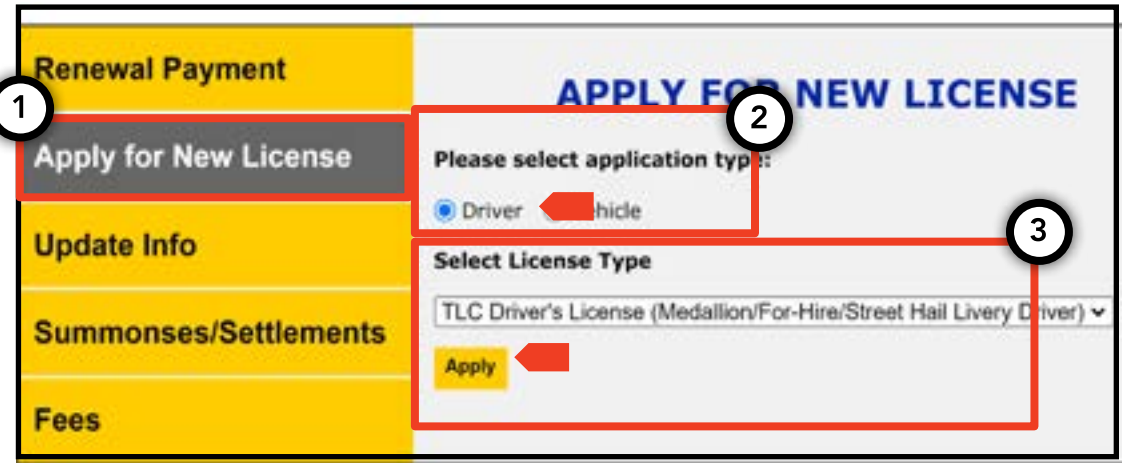 Renewal Payment
1
Apply for New License
Update Info
Summonses/Settlements
Fees
APPLY FOR NEW LICENSE
2
Please select application type:
Driver hicle
3
Select License Type
TLC Driver's License (Medallion/For-Hire/Street Hail Livery Driver)
Apply